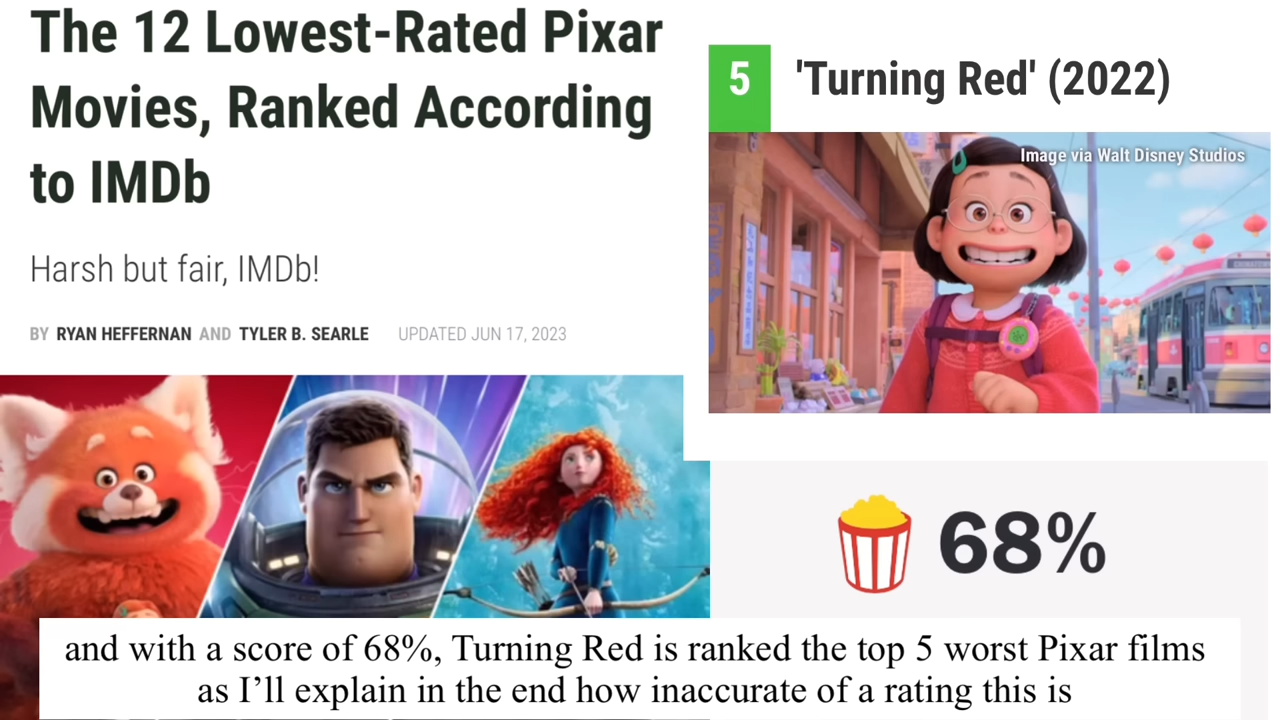 The 12 Lowest-Rated Pixar
Movies, Ranked According
to IMDb
Harsh but fair, IMDb!
BY RYAN HEFFERNAN AND TYLER B. SEARLE UPDATED JUN 17, 2023
5 'Turning Red' (2022)
Image via Walt Disney Studios
68%
and with a score of 68%, Turning Red is ranked the top 5 worst Pixar films
as I’ll explain in the end how inaccurate of a rating this is